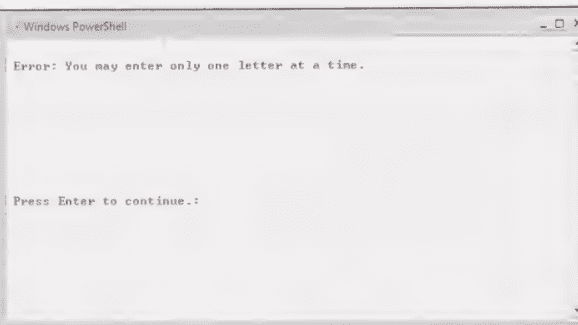 Windows PowerShell
Error: You may enter only one letter at a time.
Press Enter to continue.: